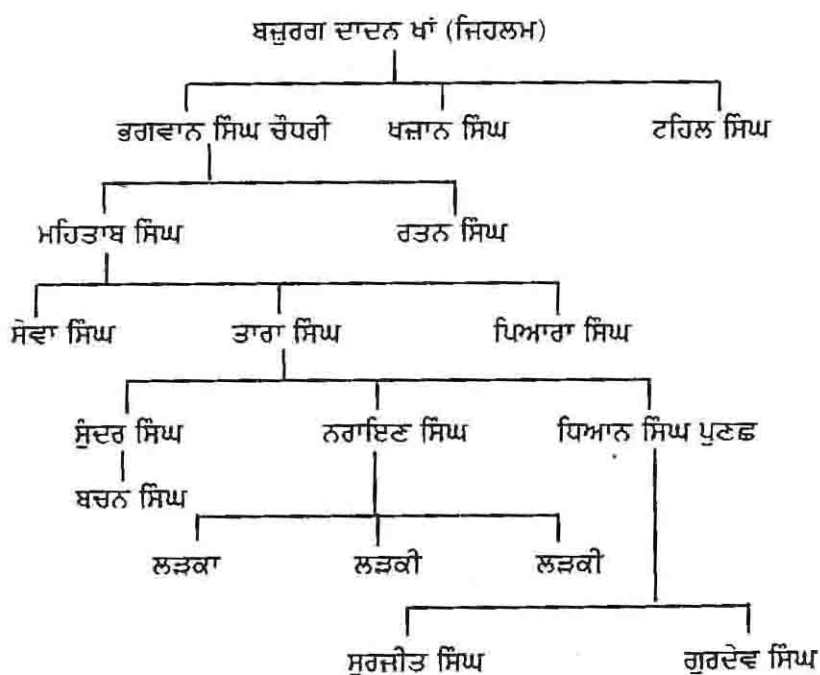 ਬਜ਼ੁਰਗ ਦਾਦਨ ਖਾਂ (ਜਿਹਲਮ)
ਭਗਵਾਨ ਸਿੰਘ ਚੌਧਰੀ ਖਜ਼ਾਨ ਸਿੰਘ ਟਹਿਲ ਸਿੰਘ
ਮਹਿਤਾਬ ਸਿੰਘ ਰਤਨ ਸਿੰਘ
ਸੇਵਾ ਸਿੰਘ ਤਾਰਾ ਸਿੰਘ ਪਿਆਰਾ ਸਿੰਘ
ਸੁੰਦਰ ਸਿੰਘ ਨਰਾਇਣ ਸਿੰਘ ਧਿਆਨ ਸਿੰਘ ਪੁਣਛ
ਬਚਨ ਸਿੰਘ
ਲੜਕਾ ਲੜਕੀ ਲੜਕੀ
ਸੁਰਜੀਤ ਸਿੰਘ ਗੁਰਦੇਵ ਸਿੰਘ